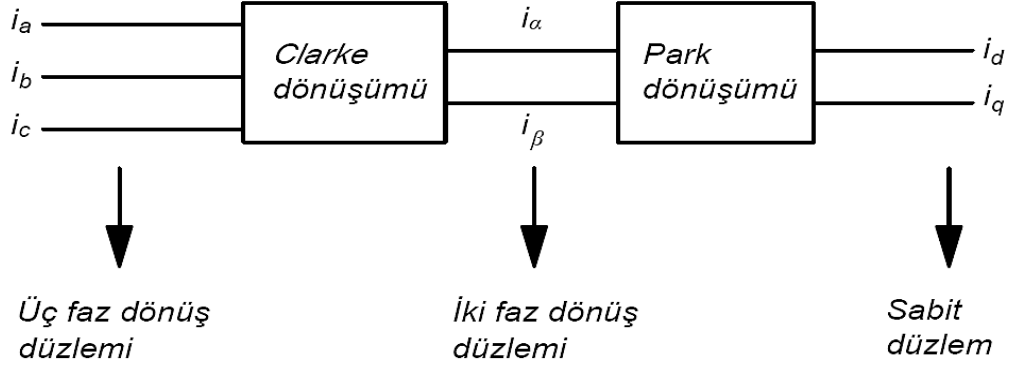 ia
ib
ic
Clarke
dönüşümü
iα
iβ
Park
dönüşümü
id
iq
Üç faz dönüş
düzlemi
İki faz dönüş
düzlemi
Sabit
düzlem